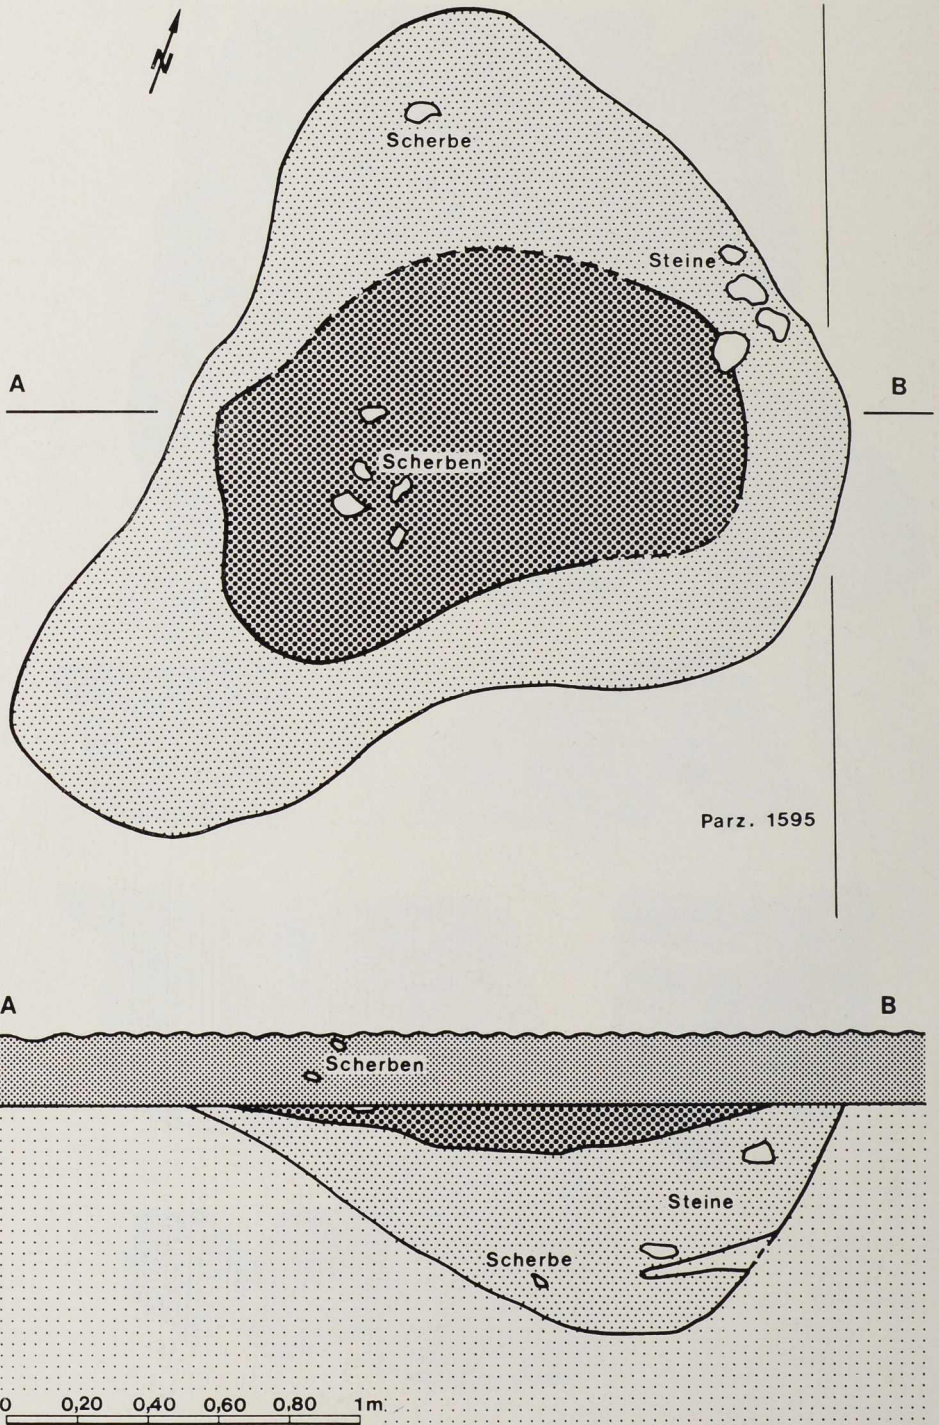 N
Scherbe
Steine
A
B
Scherben
Parz. 1595
A
B
Scherben
Steine
Scherbe
0 0,20 0,40 0,60 0,80 1m